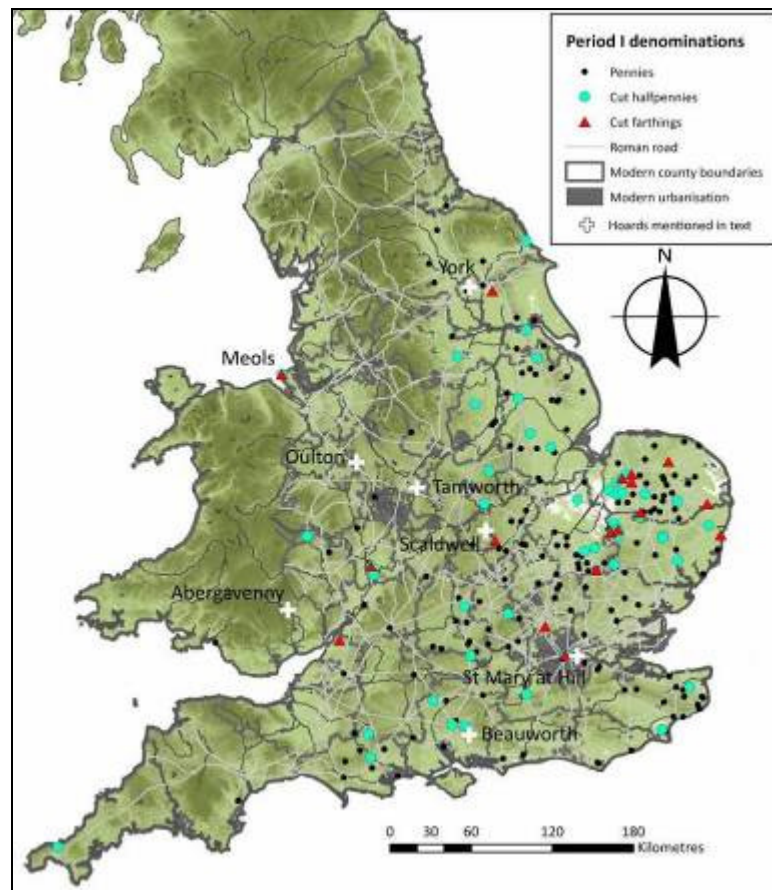 Period I denominations
Pennies
Cut halfpennies
Cut farthings
Roman road
Modern county boundaries
Modern urbanisation
Hoards mentioned in text
N
York
Meols
Oulton
Tamworth
Scaldwell
Abergavenny
St Mary at Hill
Beauworth
0 30 60 120 180
Kilometres